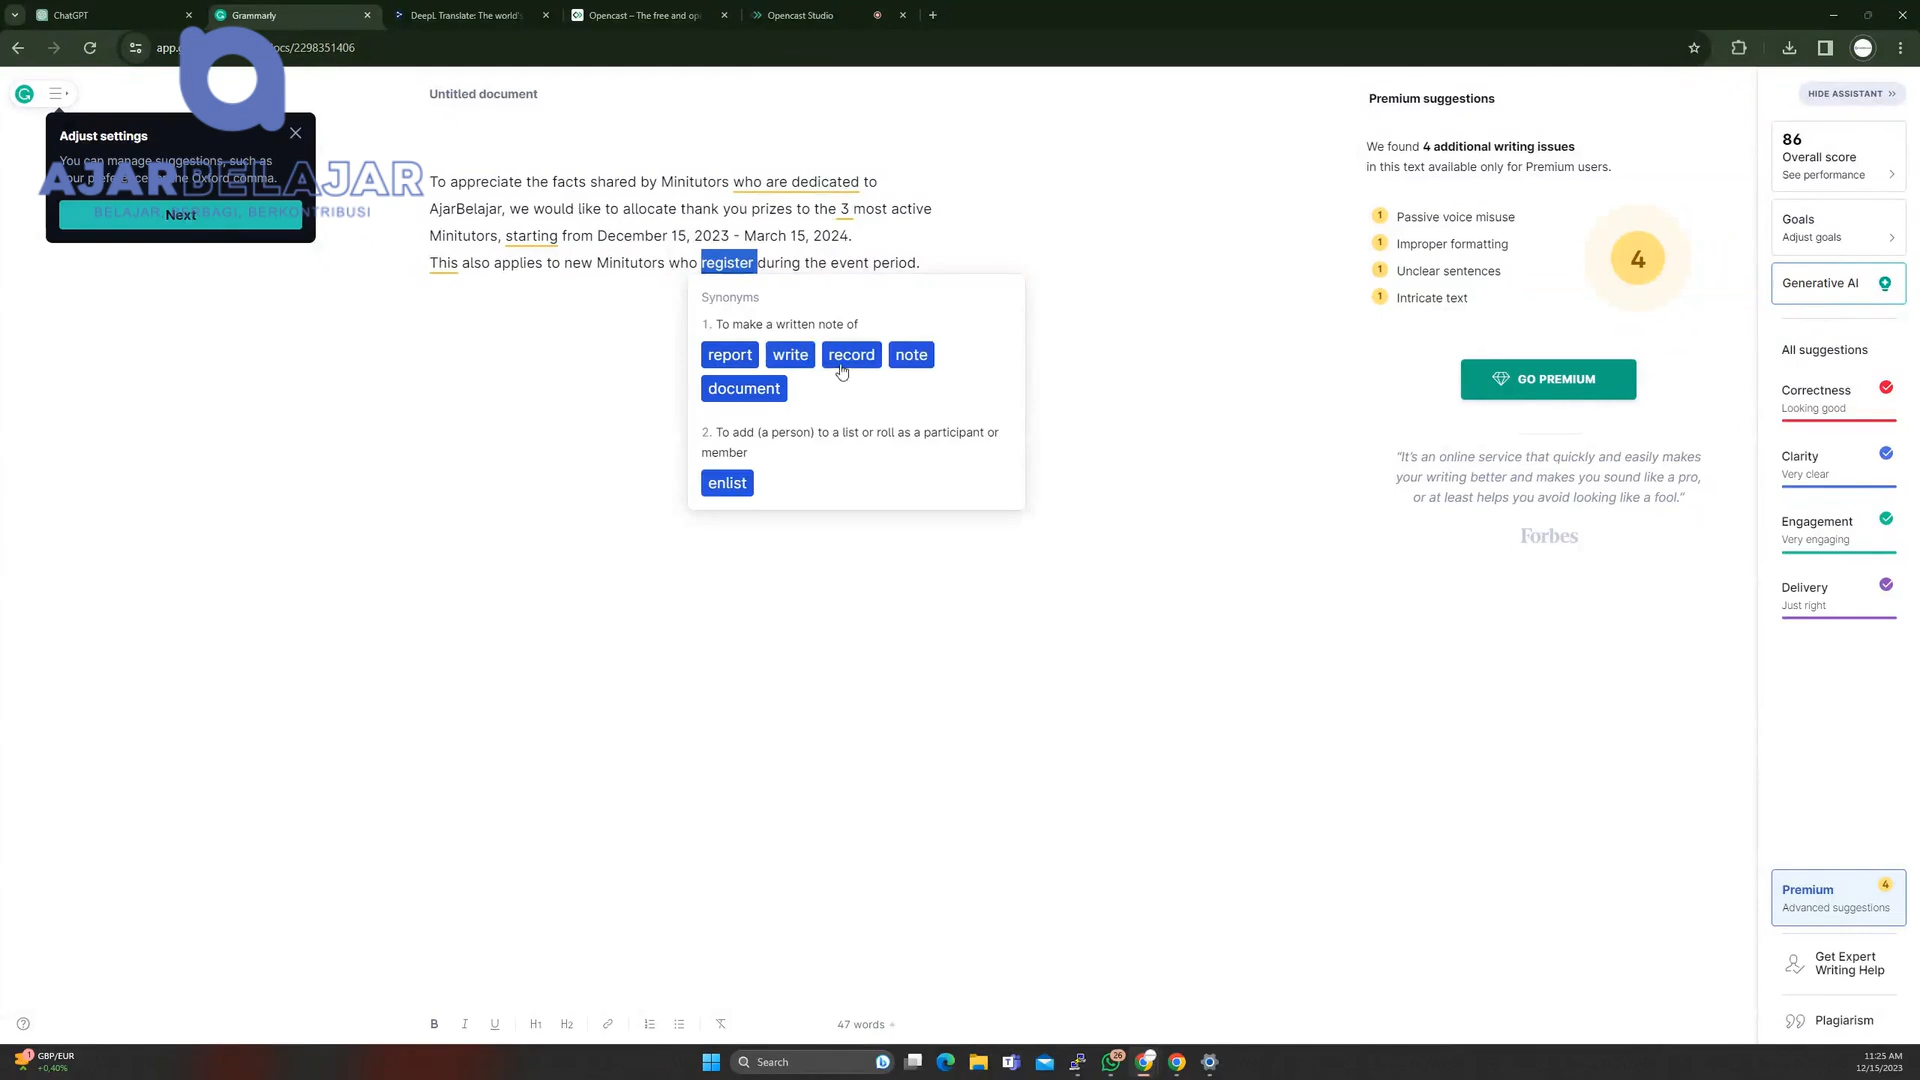 ChatGPT
Grammarly
DeepL Translate: The world's
Opencast – The free and op
Opencast Studio
ocs/2298351406
Untitled document
Premium suggestions
HIDE ASSISTANT
Adjust settings
You can manage suggestions, such as
your preference the Oxford comma.
AJARBELAJAR
BELAJAR, BERBAGI, BERKONTRIBUSI
Next
To appreciate the facts shared by Minitutors who are dedicated to
AjarBelajar, we would like to allocate thank you prizes to the 3 most active
Minitutors, starting from December 15, 2023 - March 15, 2024.
This also applies to new Minitutors who register during the event period.
Synonyms
1. To make a written note of
report write record note
document
2. To add (a person) to a list or roll as a participant or
member
enlist
We found 4 additional writing issues
in this text available only for Premium users.
1 Passive voice misuse
1 Improper formatting
1 Unclear sentences
1 Intricate text
4
GO PREMIUM
“It’s an online service that quickly and easily makes
your writing better and makes you sound like a pro,
or at least helps you avoid looking like a fool.”
Forbes
86
Overall score
See performance
Goals
Adjust goals
Generative AI
All suggestions
Correctness
Looking good
Clarity
Very clear
Engagement
Very engaging
Delivery
Just right
Premium 4
Advanced suggestions
Get Expert
Writing Help
Plagiarism
B I U H1 H2
47 words
1
GBP/EUR
+0,40%
Search
26
11:25 AM
12/15/2023